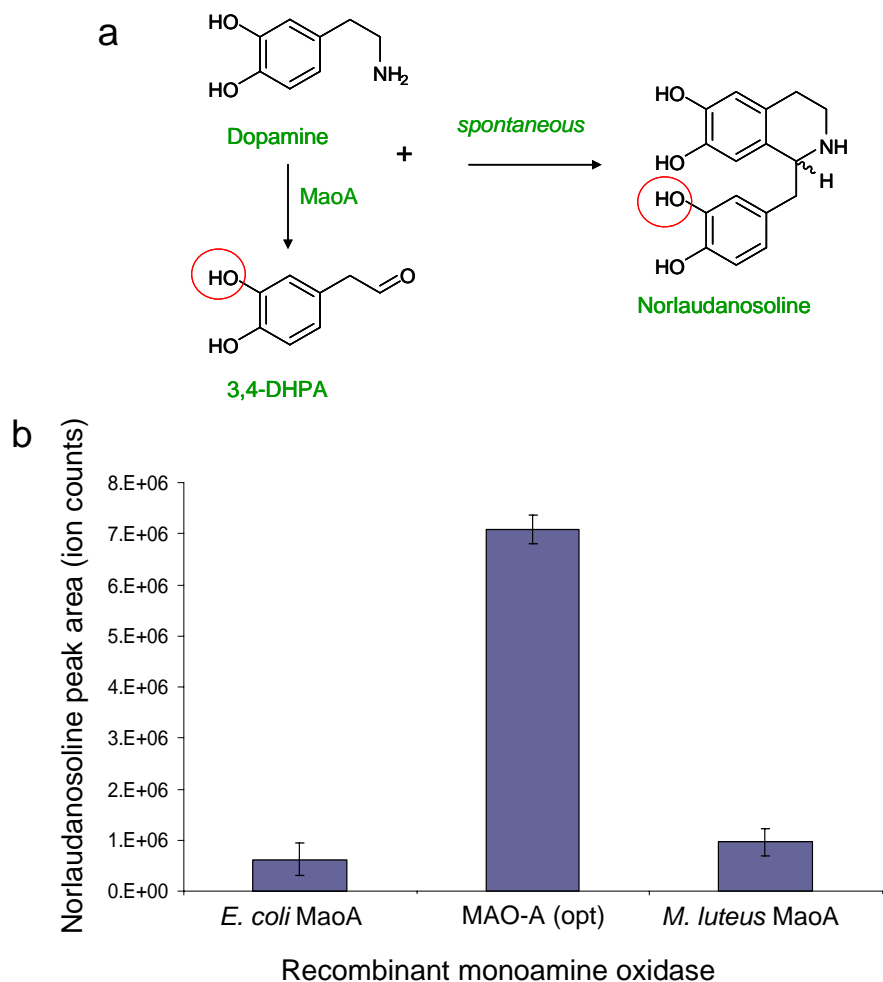 a
HO
HO
NH2
Dopamine
MaoA
+
spontaneous
HO
HO
O
3,4-DHPA
HO
HO
NH
H
HO
HO
Norlaudanosoline
b
Norlaudanosoline peak area (ion counts)
8.E+06
7.E+06
6.E+06
5.E+06
4.E+06
3.E+06
2.E+06
1.E+06
0.E+00
E. coli MaoA
MAO-A (opt)
M. luteus MaoA
Recombinant monoamine oxidase